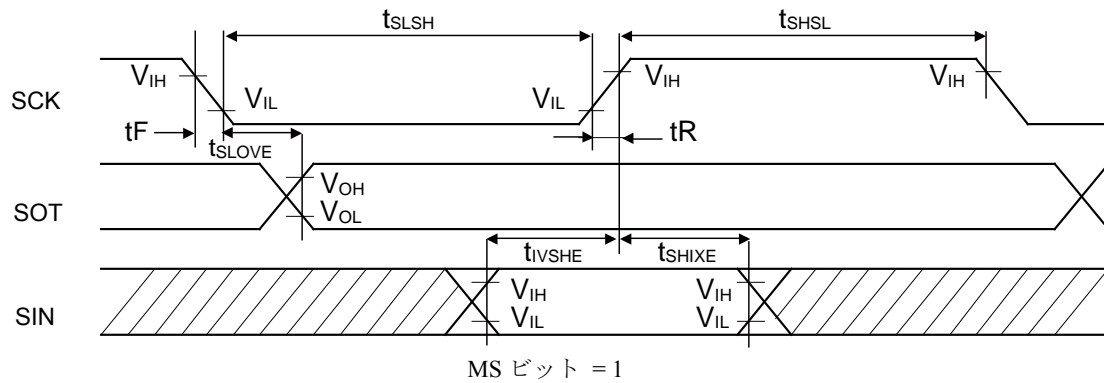 tSLSH
tSHSL
VIH
VIH
VIH
SCK
VIL
VIL
tF
tR
tSLOVE
VOH
SOT
VOL
tIVSHE
tSHIXE
VIH
VIH
SIN
VIL
VIL
MS ビット = 1